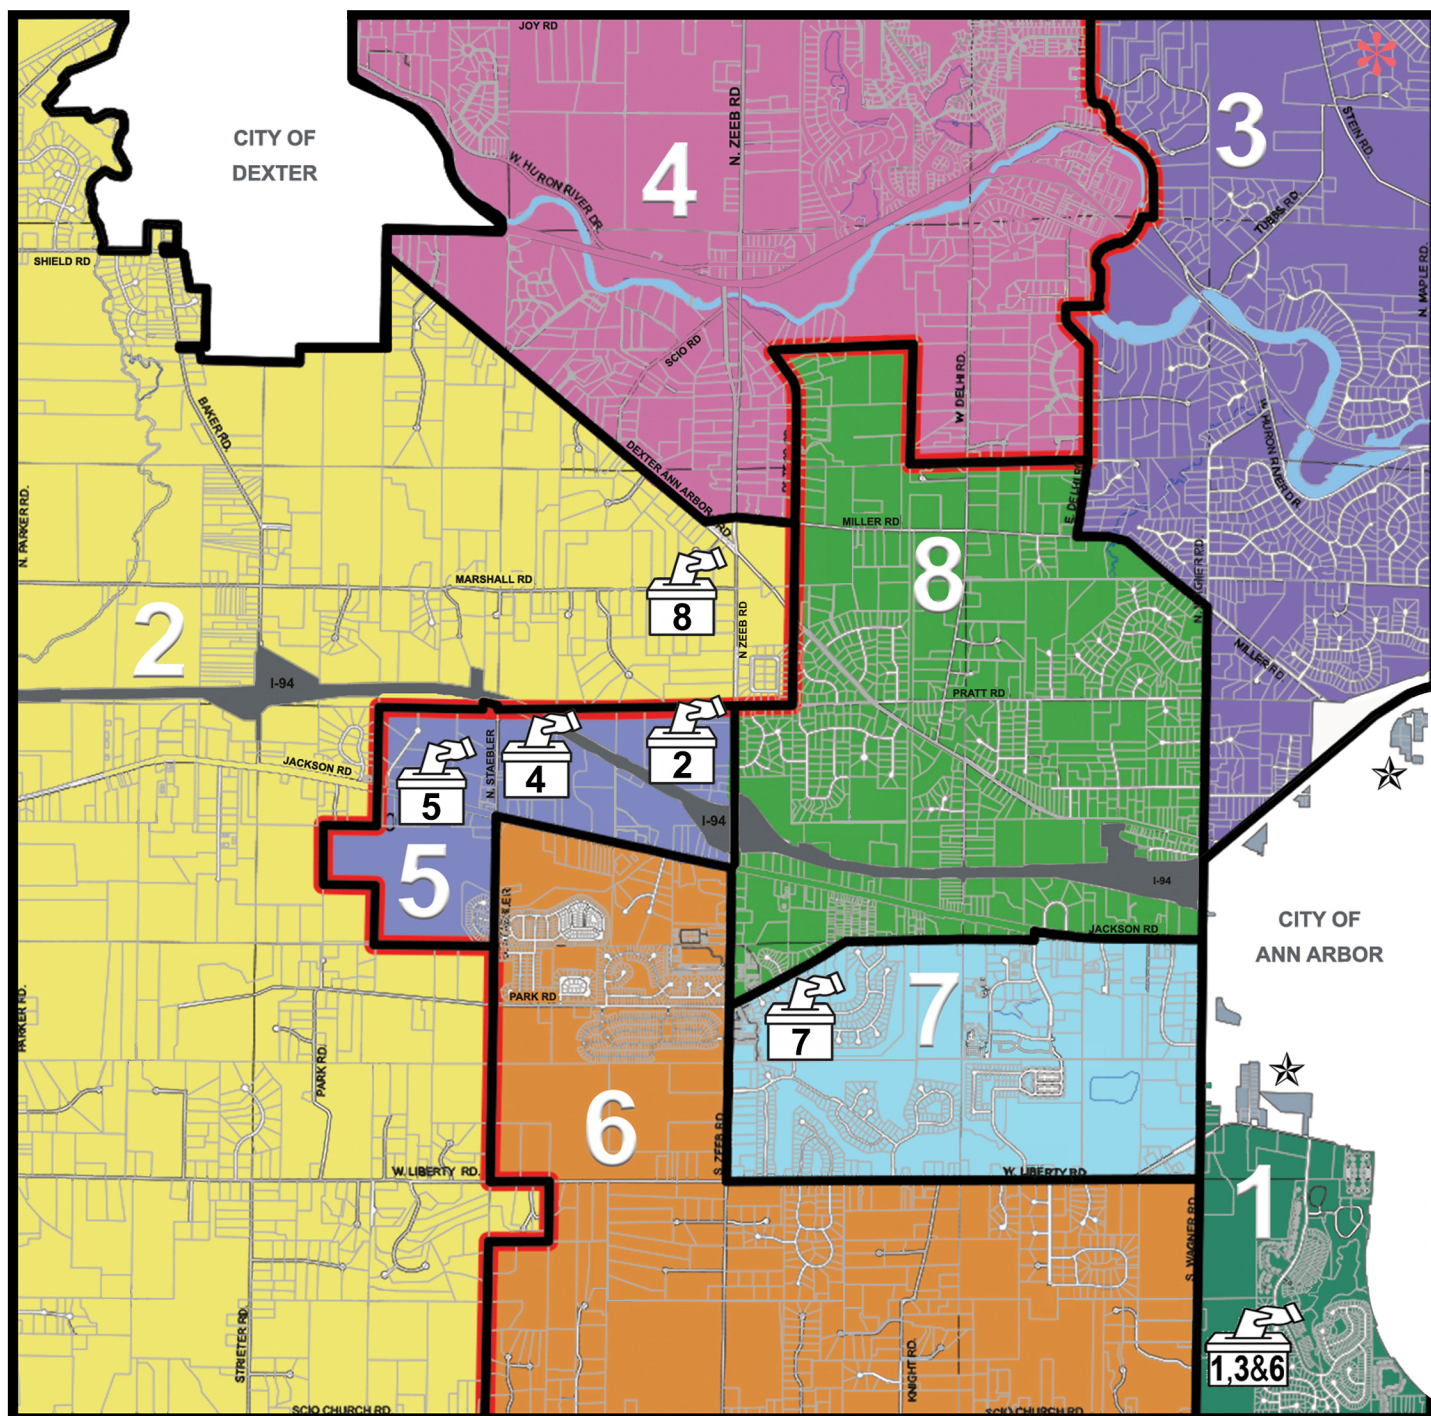 JOY RD
CITY OF
DEXTER
N. ZEEB RD
4
3
STEIN RD.
W. HURON RIVER DR.
TUBBS RD.
N. MAPLE RD.
SHIELD RD
SCIO RD
W DELHI RD.
BAKER RD.
W. HURON RIVER DR
DEXTER ANN ARBOR RD.
N. PARKER RD.
E. DELHI R
MILLER RD
8
MARSHALL RD
8
2
N ZEEB RD
MILLER RD.
I-94
PRATT RD
JACKSON RD
N. STAEBLER
5
4
2
I-94
5
I-94
CITY OF
ANN ARBOR
JACKSON RD
PARK RD
7
7
PARKER RD.
PARK RD.
6
S. ZEEB RD
W. LIBERTY RD.
W. LIBERTY RD
1
S. WAGNER RD
STRIETER RD.
KNIGHT RD.
1,3&6
SCIO CHURCH RD
SCIO CHURCH RD